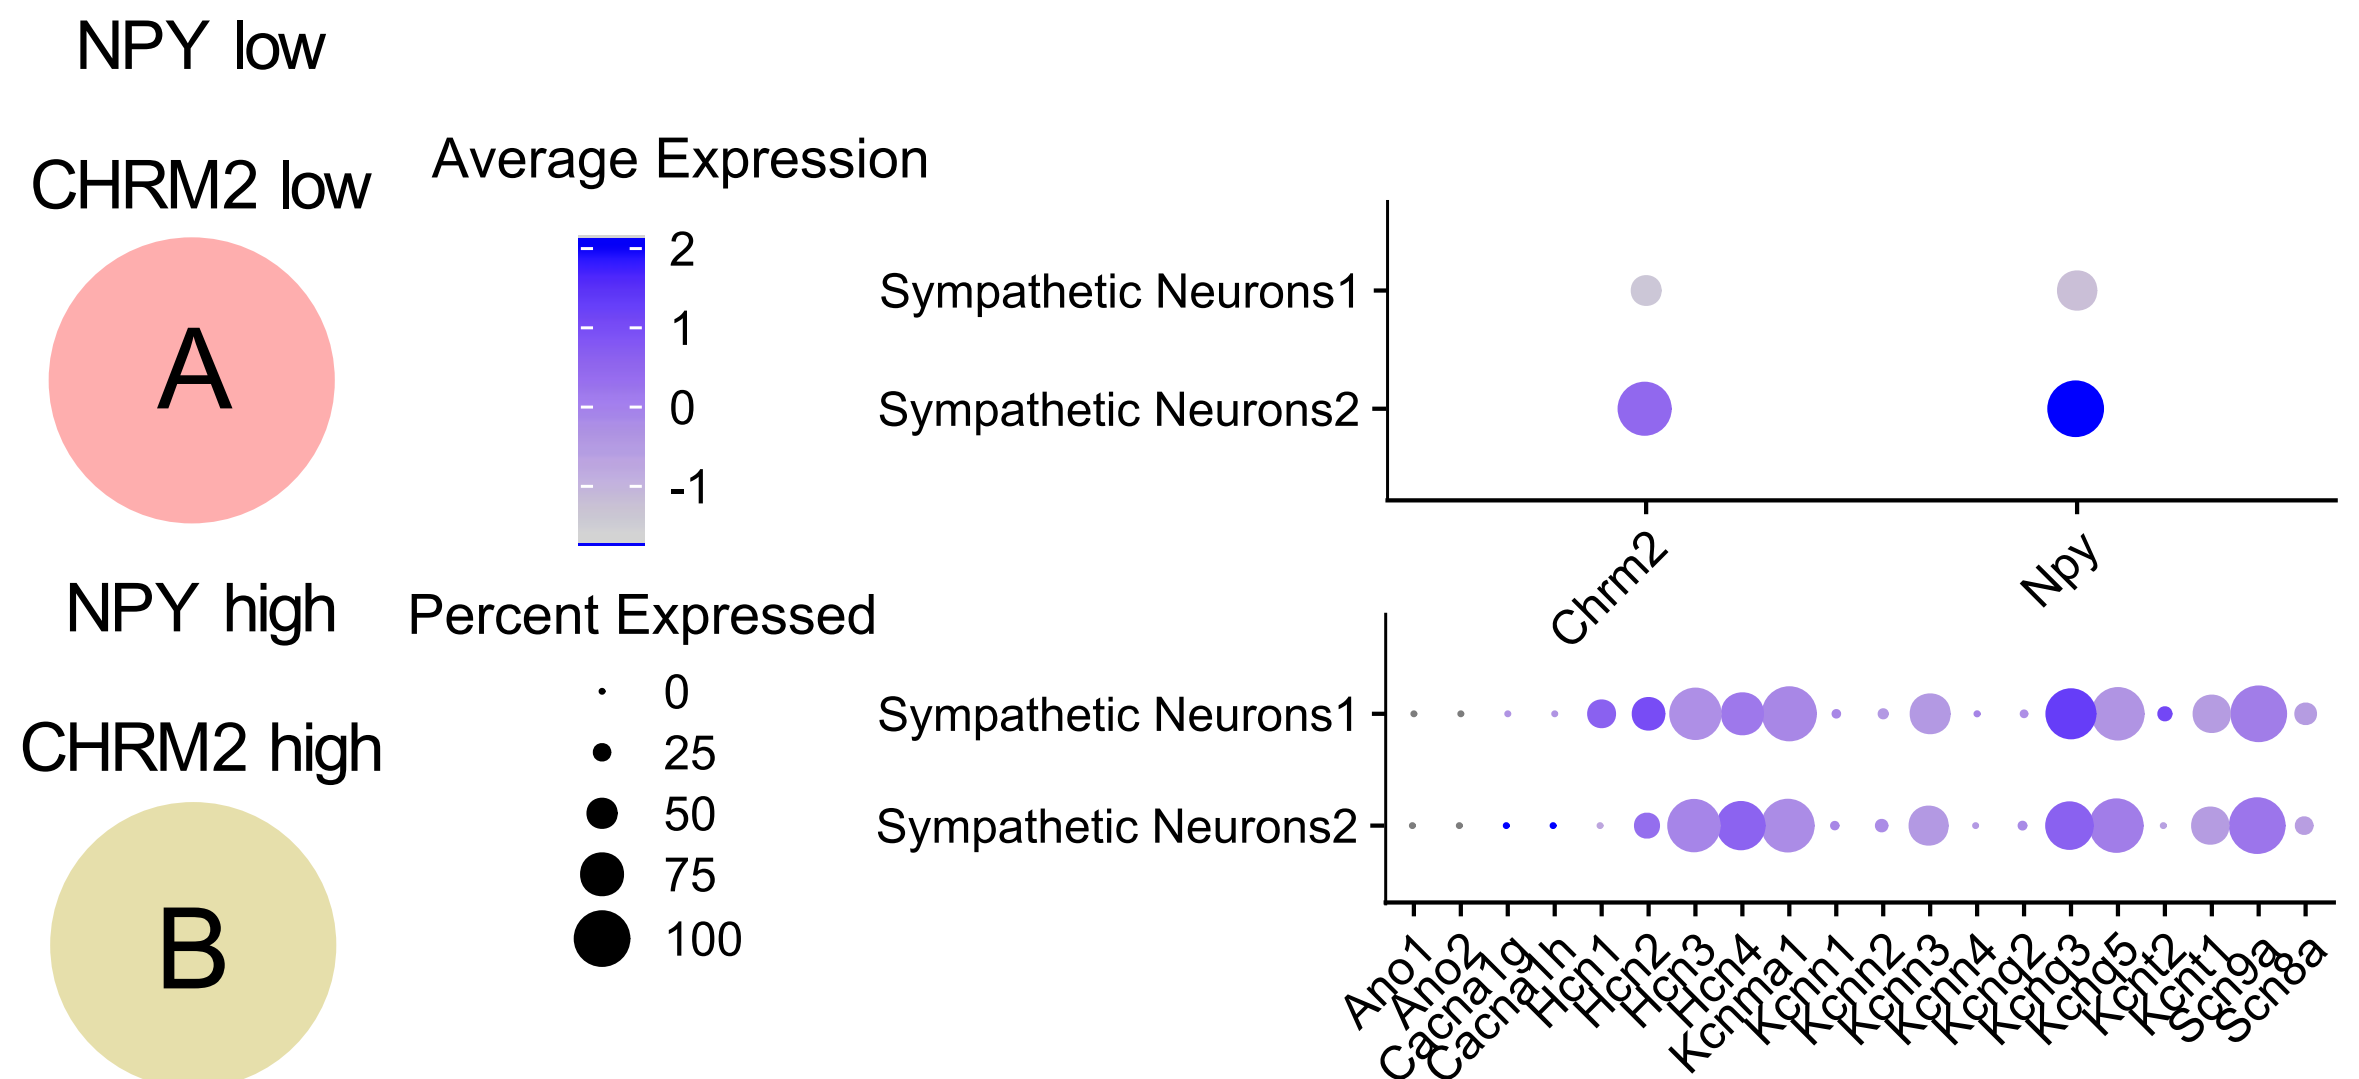 NPY low
CHRM2 low
A
NPY high
CHRM2 high
B
Average Expression
2
1
0
-1
Percent Expressed
0
25
50
75
100
Sympathetic Neurons1
Sympathetic Neurons2
Chrm2
Npy
Sympathetic Neurons1
Sympathetic Neurons2
Ano1
Ano2
Cacna1g
Cacna1h
Hcn1
Hcn2
Hcn3
Hcn4
Kcnma1
Kcnn1
Kcnn2
Kcnn3
Kcnn4
Kcnq2
Kcnq3
Kcnq5
Kcnt2
Kcnt1
Scn9a
Scn8a